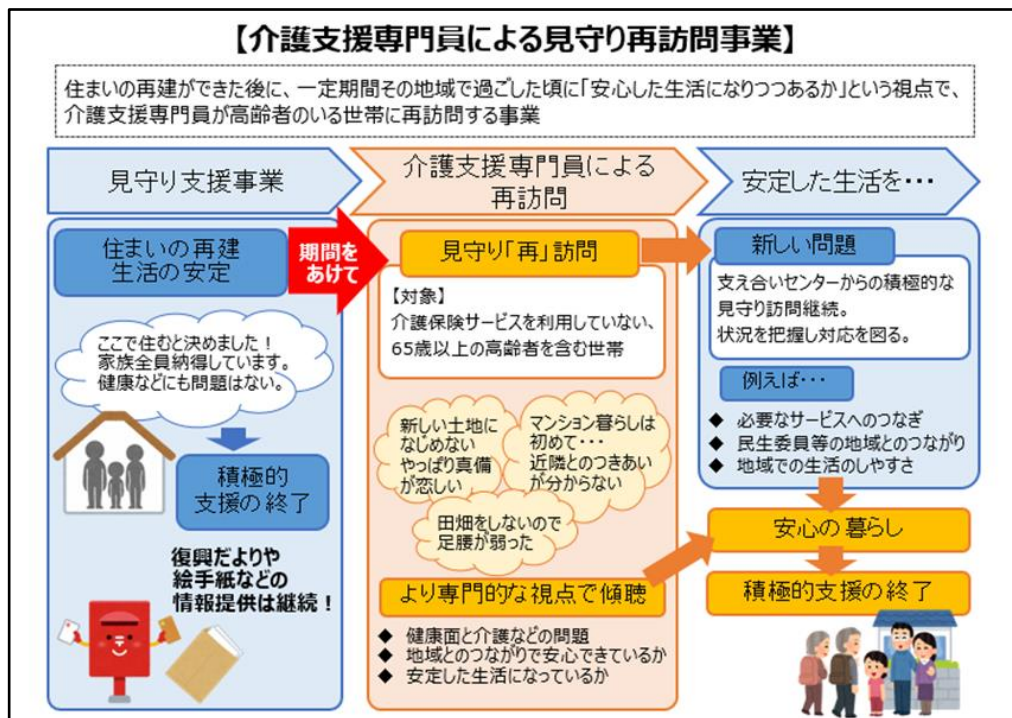 【介護支援専門員による見守り再訪問事業】
住まいの再建ができた後に、一定期間その地域で過ごした頃に「安心した生活になりつつあるか」という視点で、
介護支援専門員が高齢者のいる世帯に再訪問する事業
見守り支援事業
住まいの再建
生活の安定
期間を
あけて
ここで住むと決めました！
家族全員納得しています。
健康などにも問題はない。
積極的
支援の終了
復興だよりや
絵手紙などの
情報提供は継続！
介護支援専門員による
再訪問
見守り「再」訪問
【対象】
介護保険サービスを利用していない、
65歳以上の高齢者を含む世帯
新しい土地に
なじめない
やっぱり真備
が恋しい
マンション暮らしは
初めて・・・
近隣とのつきあい
が分からない
田畑をしないので
足腰が弱った
より専門的な視点で傾聴
◆ 健康面と介護などの問題
◆ 地域とのつながりで安心できているか
◆ 安定した生活になっているか
安定した生活を・・・
新しい問題
支え合いセンターからの積極的な
見守り訪問継続。
状況を把握し対応を図る。
例えば・・・
◆ 必要なサービスへのつなぎ
◆ 民生委員等の地域とのつながり
◆ 地域での生活のしやすさ
安心の暮らし
積極的支援の終了